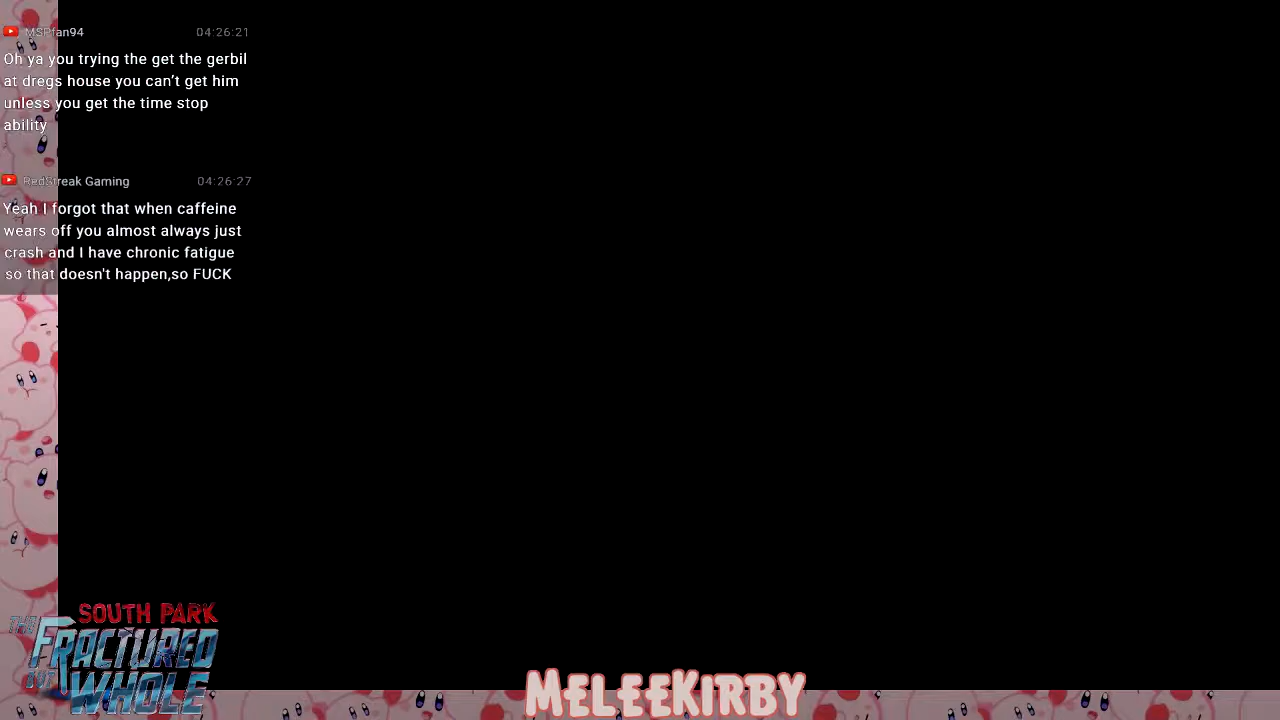 MSPfan94 04:26:21
Oh ya you trying the get the gerbil
at dregs house you can't get him
unless you get the time stop
ability
RedStreak Gaming 04:26:27
Yeah I forgot that when caffeine
wears off you almost always just
crash and I have chronic fatigue
so that doesn't happen,so FUCK
SOUTH PARK
THE
FRACTURED
BUT
WHOLE
MELEEKIRBY